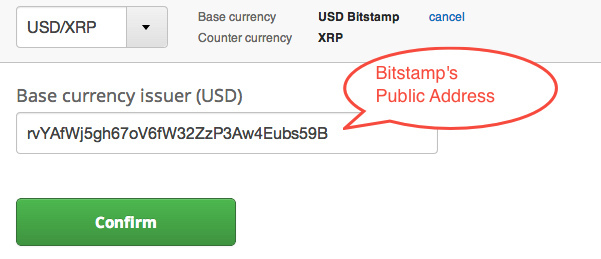 USD/XRP
Base currency USD Bitstamp cancel
Counter currency XRP
Bitstamp's
Public Address
Base currency issuer (USD)
rvYAfWj5gh67oV6fW32ZzP3Aw4Eubs59B
Confirm